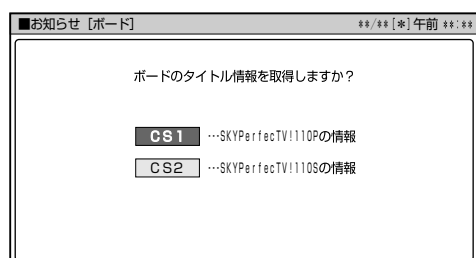 ■お知らせ［ボード］ **/**[*]午前 **:**
ボードのタイトル情報を取得しますか？
CS1 …SKYPerfecTV!110Pの情報
CS2 …SKYPerfecTV!110Sの情報